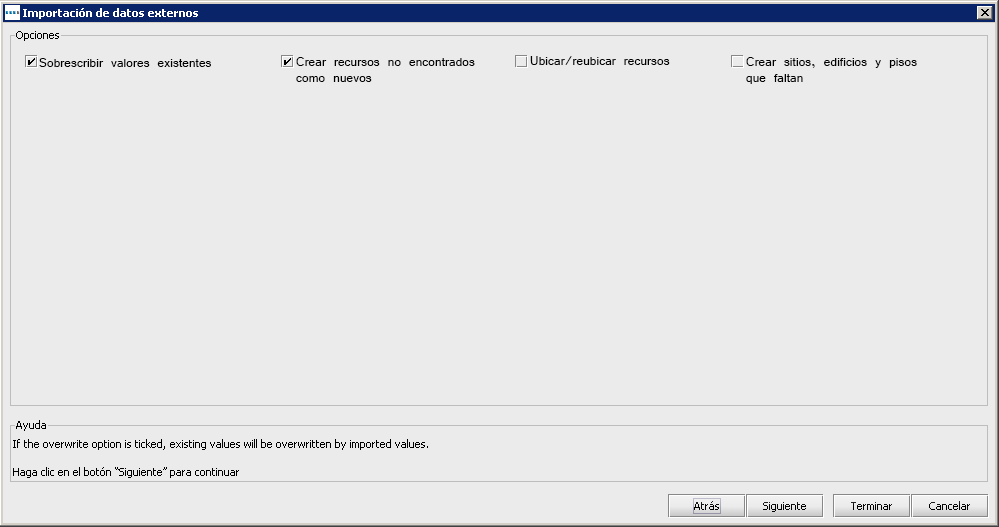 Importación de datos externos
Opciones
Sobrescribir valores existentes
Crear recursos no encontrados
como nuevos
Ubicar/reubicar recursos
Crear sitios, edificios y pisos
que faltan
Ayuda
If the overwrite option is ticked, existing values will be overwritten by imported values.
Haga clic en el botón “Siguiente” para continuar
Atrás
Siguiente
Terminar
Cancelar